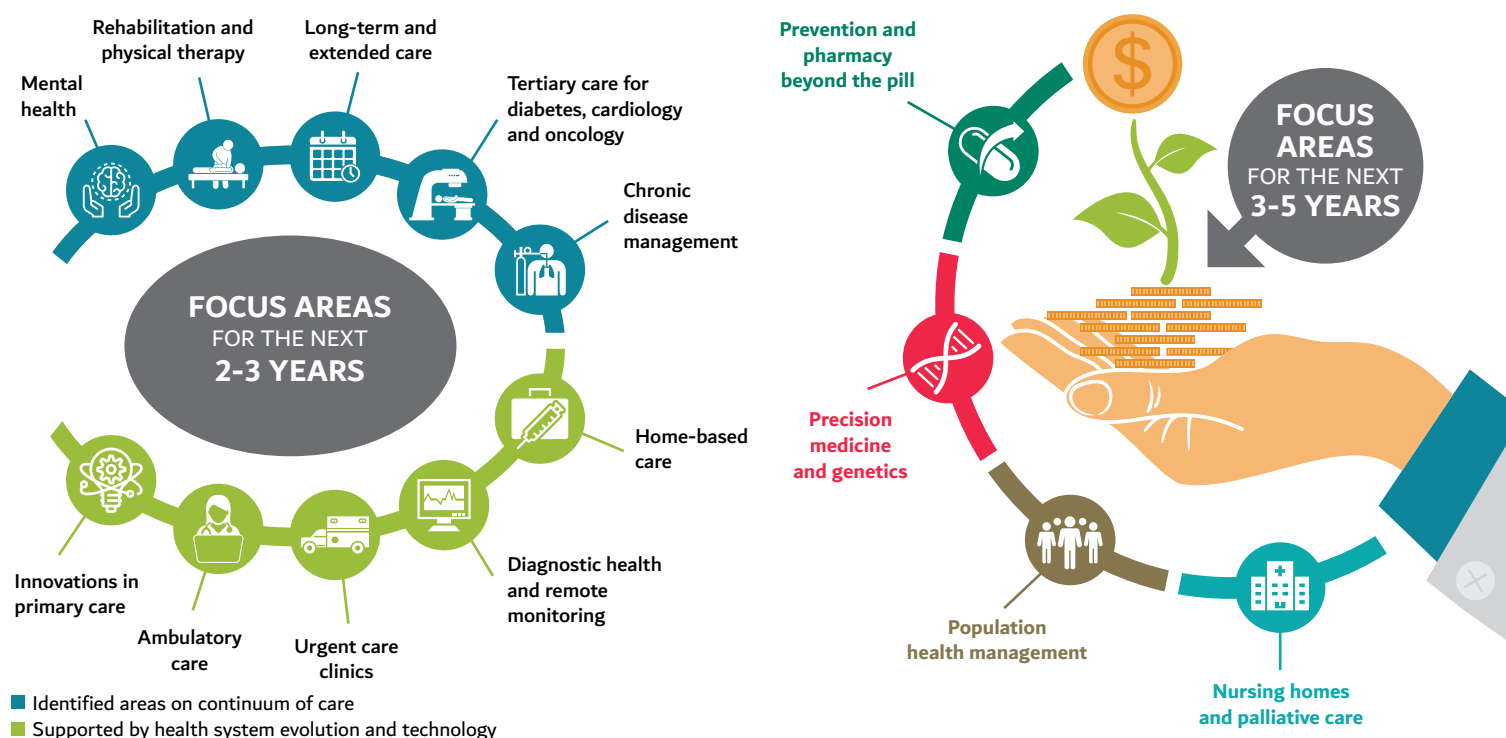 Rehabilitation and
physical therapy
Long-term and
extended care
Mental
health
Tertiary care for
diabetes, cardiology
and oncology
Chronic
disease
management
FOCUS AREAS
FOR THE NEXT
2-3 YEARS
Home-based
care
Diagnostic health
and remote
monitoring
Urgent care
clinics
Ambulatory
care
Innovations in
primary care
Identified areas on continuum of care
Supported by health system evolution and technology
Prevention and
pharmacy
beyond the pill
$
FOCUS
AREAS
FOR THE NEXT
3-5 YEARS
Precision
medicine
and genetics
Population
health management
Nursing homes
and palliative care